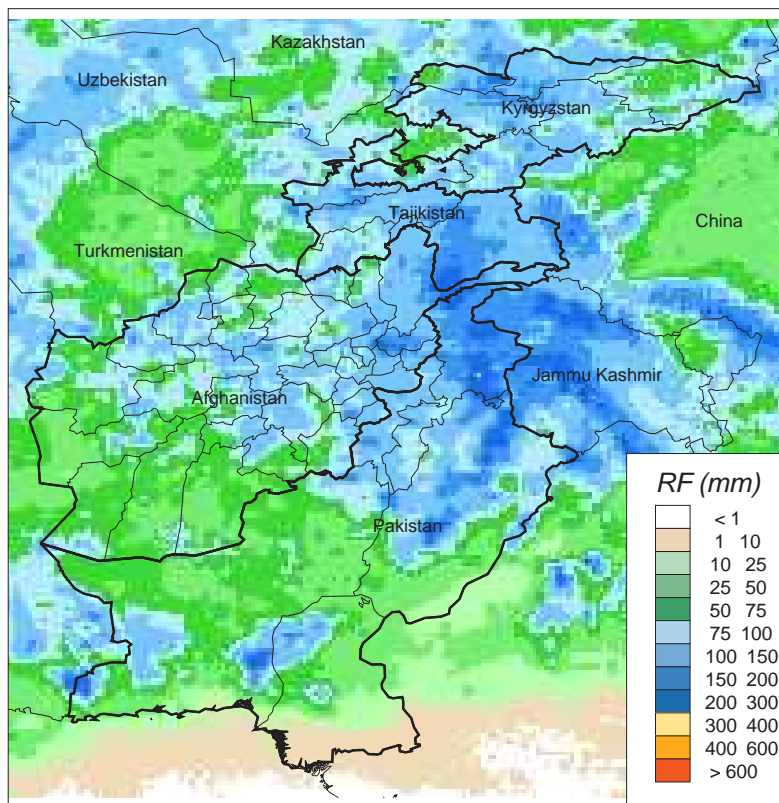 Kazakhstan
Uzbekistan
Kyrgyzstan
Tajikistan
China
Turkmenistan
Jammu Kashmir
Afghanistan
Pakistan
RF (mm)
< 1
1 10
10 25
25 50
50 75
75 100
100 150
150 200
200 300
300 400
400 600
> 600